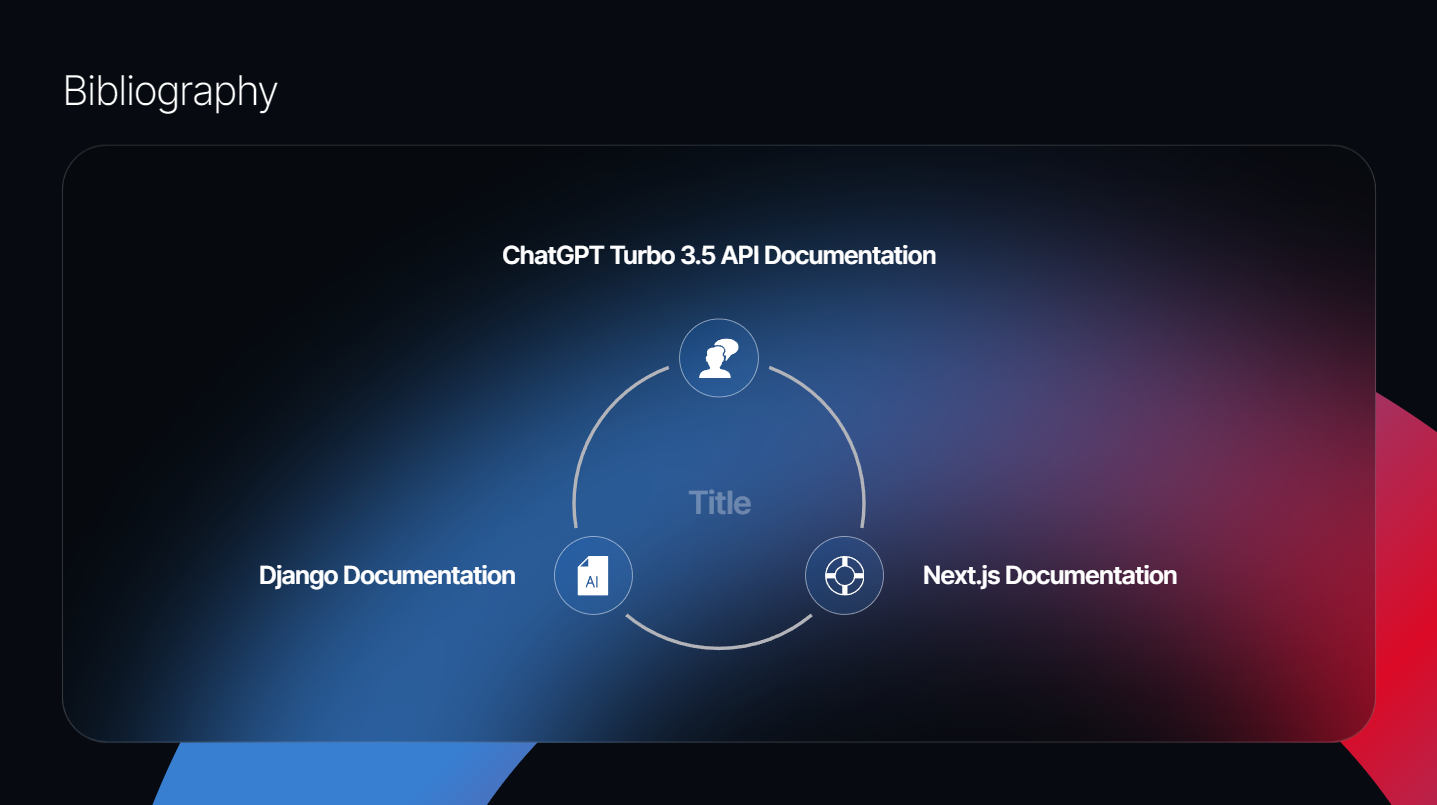 Bibliography
ChatGPT Turbo 3.5 API Documentation
Title
AI
Django Documentation
Next.js Documentation